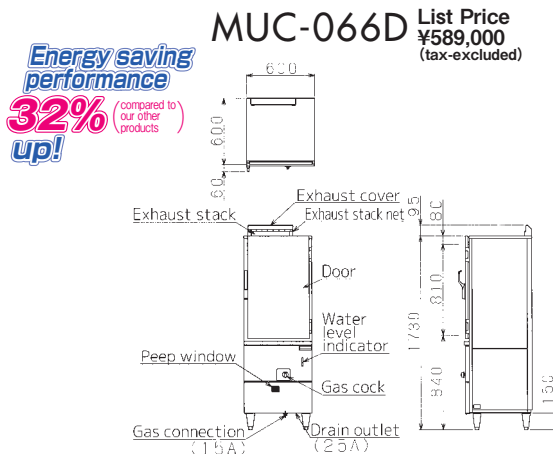 MUC-066D
List Price
¥589,000
(tax-excluded)
Energy saving
performance
32%
(compared to
our other
products)
up!
600
600
60
Exhaust cover
Exhaust stack
Exhaust stack net
95
80
Door
810
1730
Water
level
indicator
Peep window
Gas cock
840
150
Gas connection
(15A)
Drain outlet
(25A)